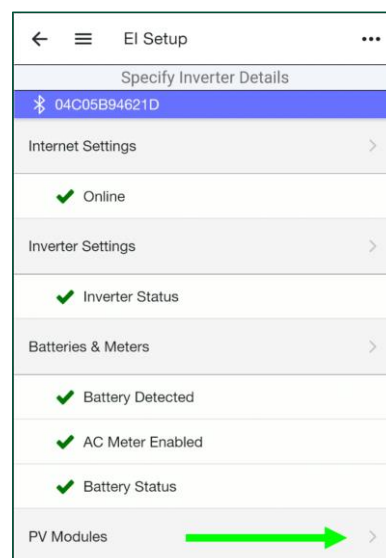 EI Setup
Specify Inverter Details
04C05B94621D
Internet Settings
Online
Inverter Settings
Inverter Status
Batteries & Meters
Battery Detected
AC Meter Enabled
Battery Status
PV Modules